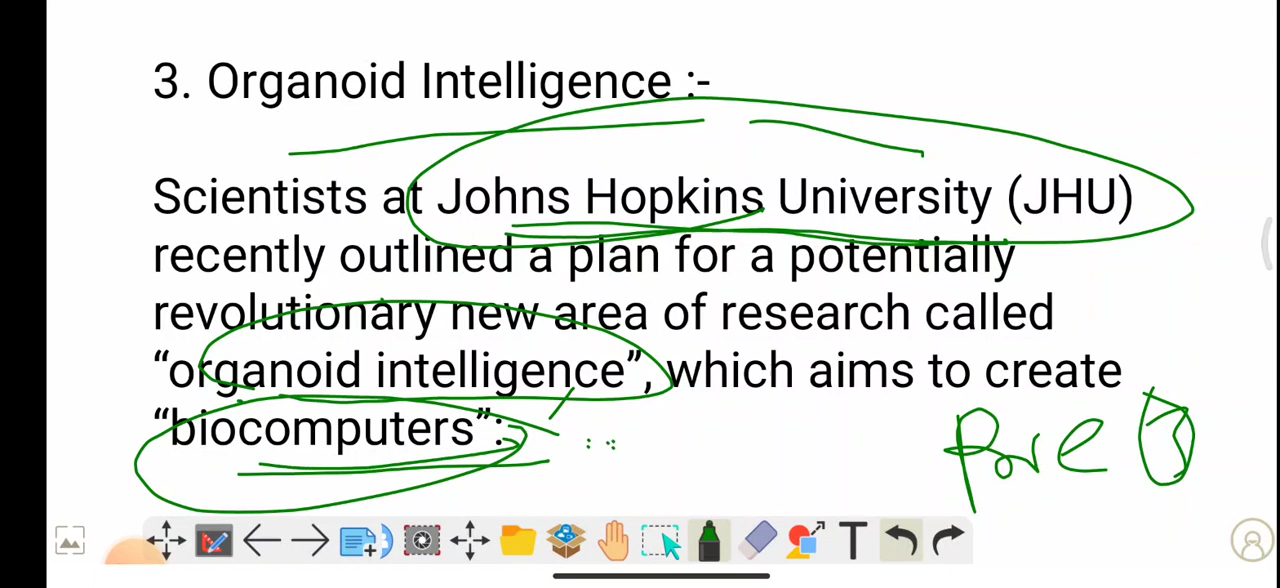 3. Organoid Intelligence :-
Scientists at Johns Hopkins University (JHU)
recently outlined a plan for a potentially
revolutionary new area of research called
“organoid intelligence”, which aims to create
“biocomputers”: